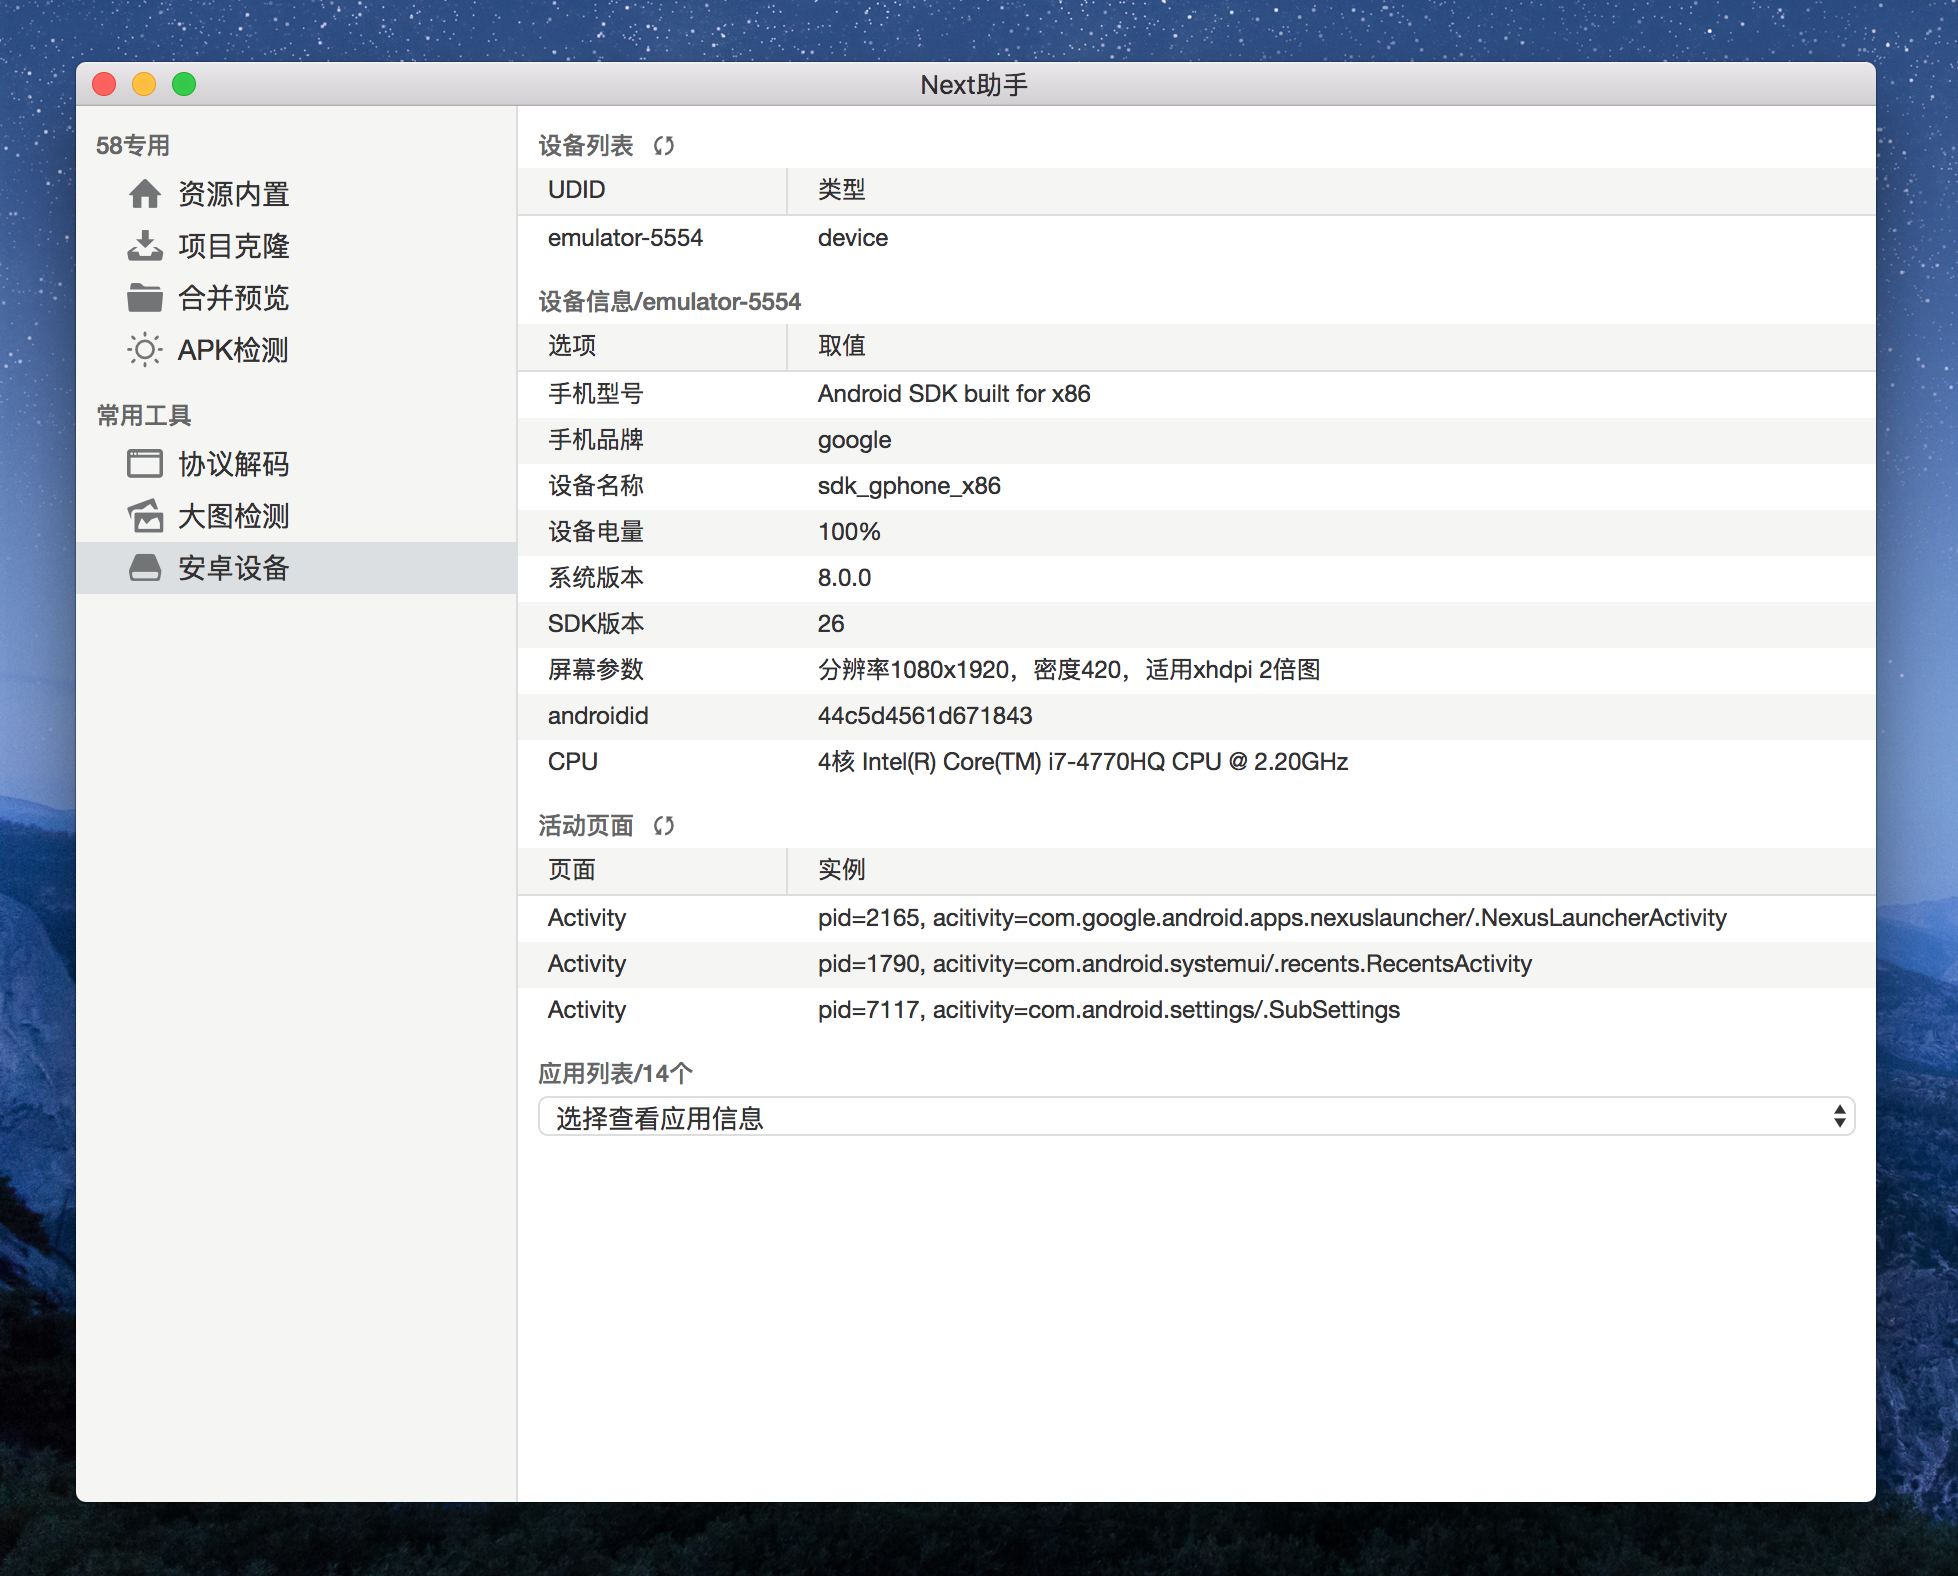 Next助手
58专用
资源内置
项目克隆
合并预览
APK检测
常用工具
协议解码
大图检测
安卓设备
设备列表
UDID 类型
emulator-5554 device
设备信息/emulator-5554
选项 取值
手机型号 Android SDK built for x86
手机品牌 google
设备名称 sdk_gphone_x86
设备电量 100%
系统版本 8.0.0
SDK版本 26
屏幕参数 分辨率1080x1920，密度420，适用xhdpi 2倍图
androidid 44c5d4561d671843
CPU 4核 Intel(R) Core(TM) i7-4770HQ CPU @ 2.20GHz
活动页面
页面 实例
Activity pid=2165, acitivity=com.google.android.apps.nexuslauncher/.NexusLauncherActivity
Activity pid=1790, acitivity=com.android.systemui/.recents.RecentsActivity
Activity pid=7117, acitivity=com.android.settings/.SubSettings
应用列表/14个
选择查看应用信息